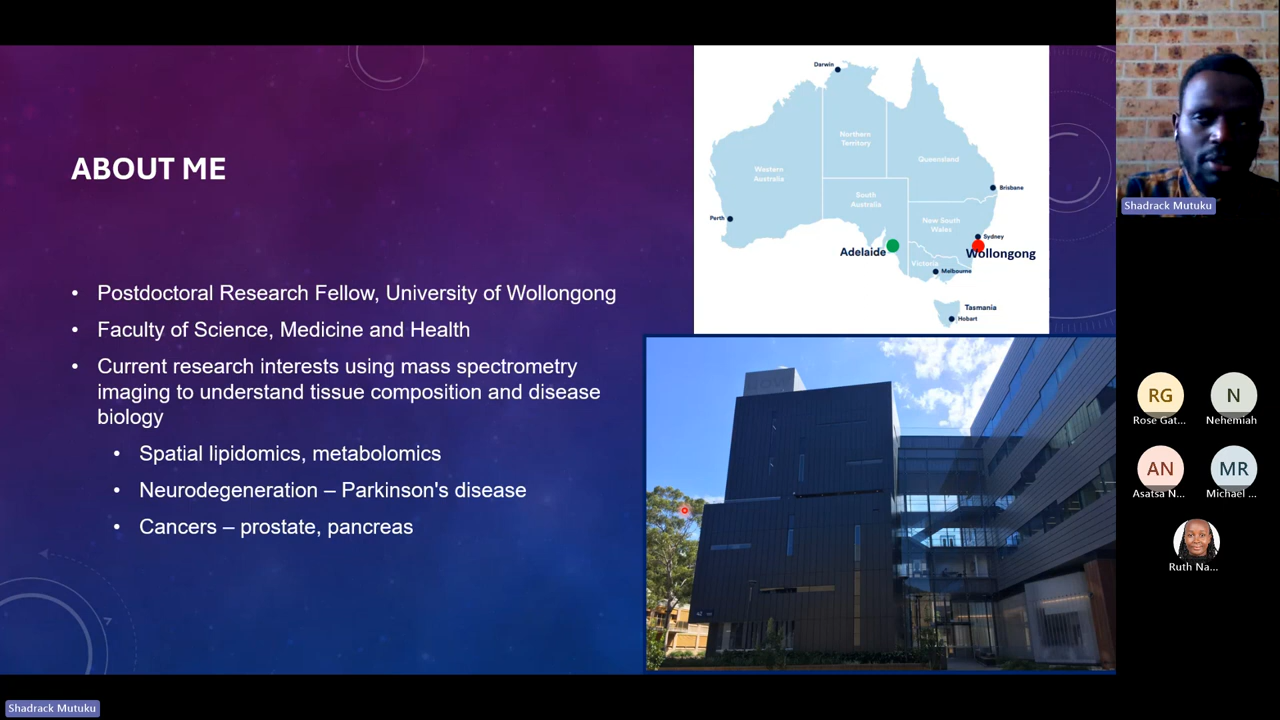 ABOUT ME
• Postdoctoral Research Fellow, University of Wollongong
• Faculty of Science, Medicine and Health
• Current research interests using mass spectrometry
imaging to understand tissue composition and disease
biology
• Spatial lipidomics, metabolomics
• Neurodegeneration – Parkinson's disease
• Cancers – prostate, pancreas
Darwin
Northern
Territory
Queensland
Western
Australia
Brisbane
South
Australia
Perth
New South
Wales
Sydney
Adelaide
Wollongong
Victoria
Melbourne
Tasmania
Hobart
Shadrack Mutuku
RG
Rose Gat...
N
Nehemiah
AN
Asatsa N...
MR
Michael ...
Ruth Na...
Shadrack Mutuku